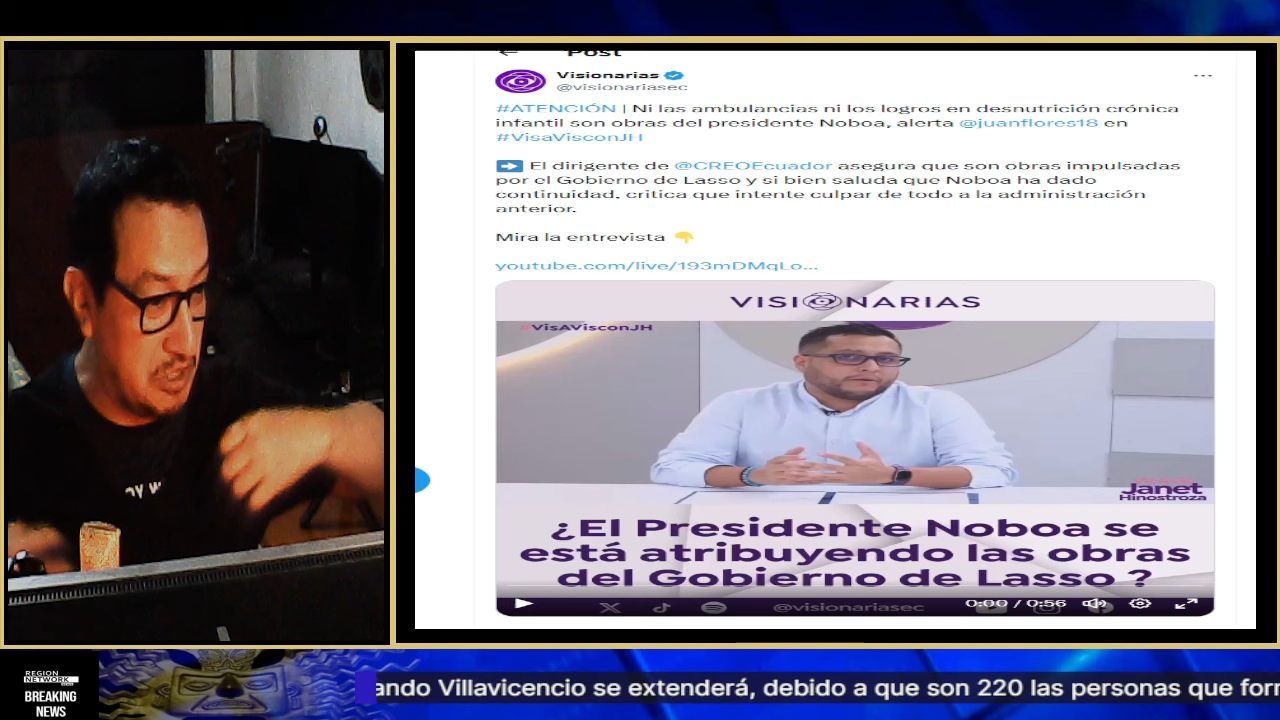 Post
Visionarias
@visionariasec
#ATENCIÓN | Ni las ambulancias ni los logros en desnutrición crónica
infantil son obras del presidente Noboa, alerta @juanflores18 en
#VisaVisconJH
El dirigente de @CREOEcuador asegura que son obras impulsadas
por el Gobierno de Lasso y si bien saluda que Noboa ha dado
continuidad, critica que intente culpar de todo a la administración
anterior.
Mira la entrevista
youtube.com/live/193mDMqLo...
VISIONARIAS
#VisAVisconJH
Janet
Hinostroza
¿El Presidente Noboa se
está atribuyendo las obras
del Gobierno de Lasso ?
0:00 / 0:56
@visionariasec
REGION
NETWORK
BREAKING
NEWS
ando Villavicencio se extenderá, debido a que son 220 las personas que for